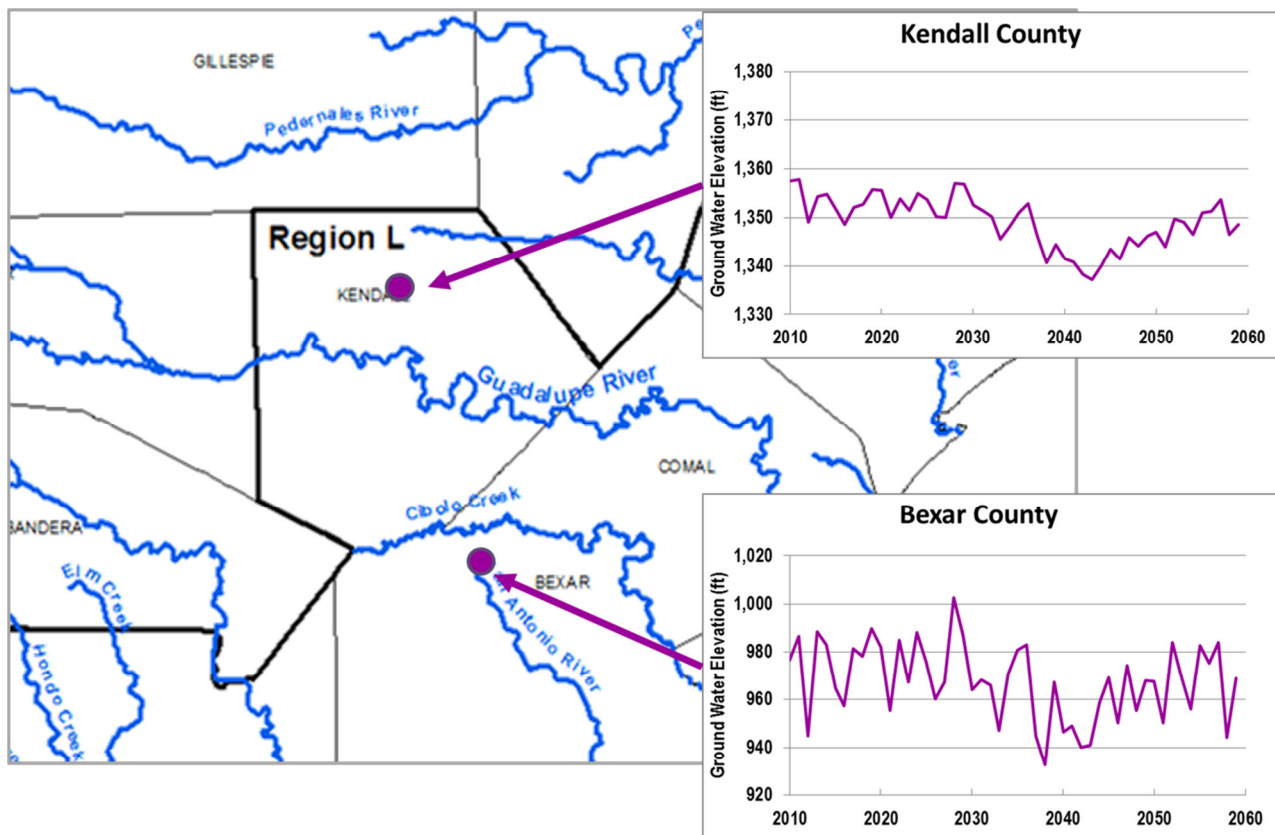 GILLESPIE
Pedernales River
Region L
Guadalupe River
COMAL
Cibolo Creek
BANDERA
Elm Creek
BEXAR
Antonio River
Hondo Creek
Kendall County
Ground Water Elevation (ft)
1,380
1,370
1,360
1,350
1,340
1,330
2010
2020
2030
2040
2050
2060
Bexar County
Ground Water Elevation (ft)
1,020
1,000
980
960
940
920
2010
2020
2030
2040
2050
2060